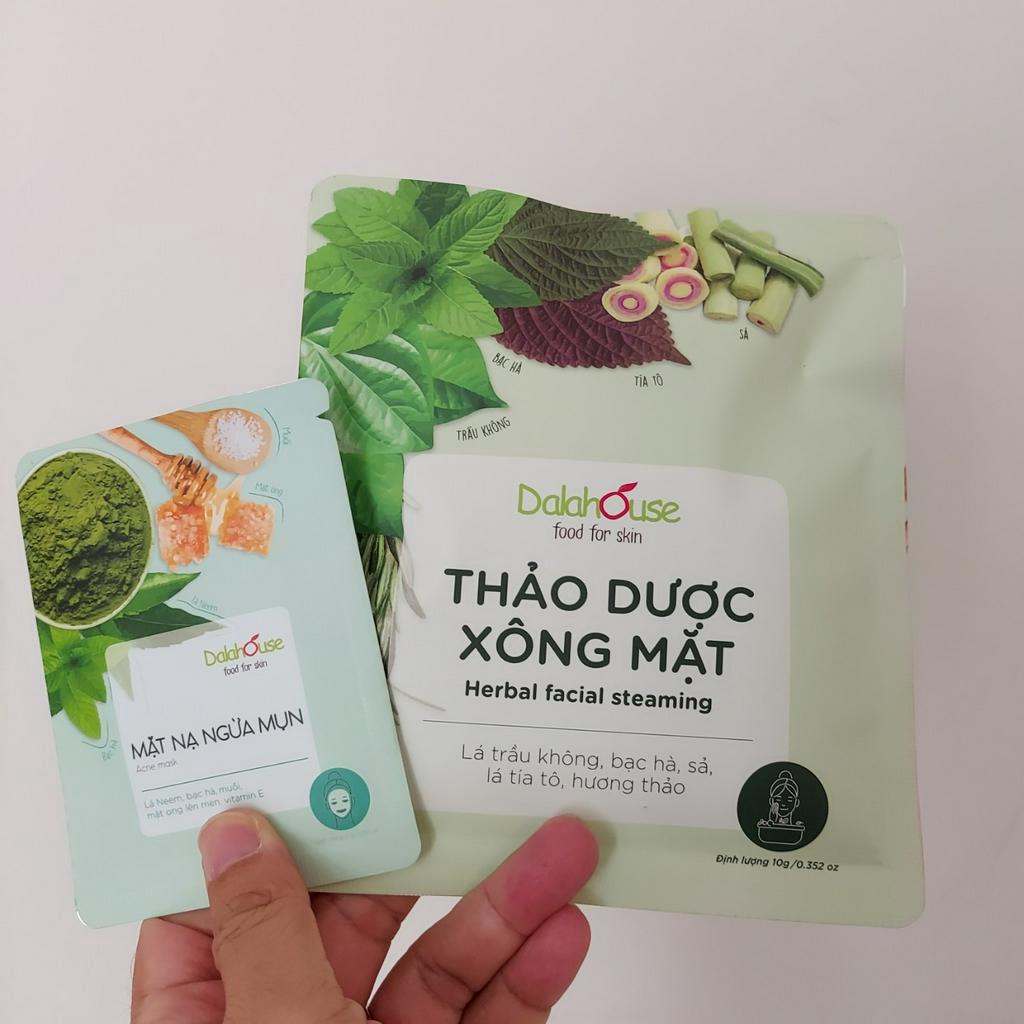 Muối
Mật ong
Lá Neem
Bạc hà
Dalahouse
food for skin
MẶT NẠ NGỪA MỤN
Acne mask
Lá Neem, bạc hà, muối,
mật ong lên men, vitamin E
BẠC HÀ
TÍA TÔ
SẢ
TRẦU KHÔNG
Dalahouse
food for skin
THẢO DƯỢC
XÔNG MẶT
Herbal facial steaming
Lá trầu không, bạc hà, sả,
lá tía tô, hương thảo
Định lượng 10g/0.352 oz